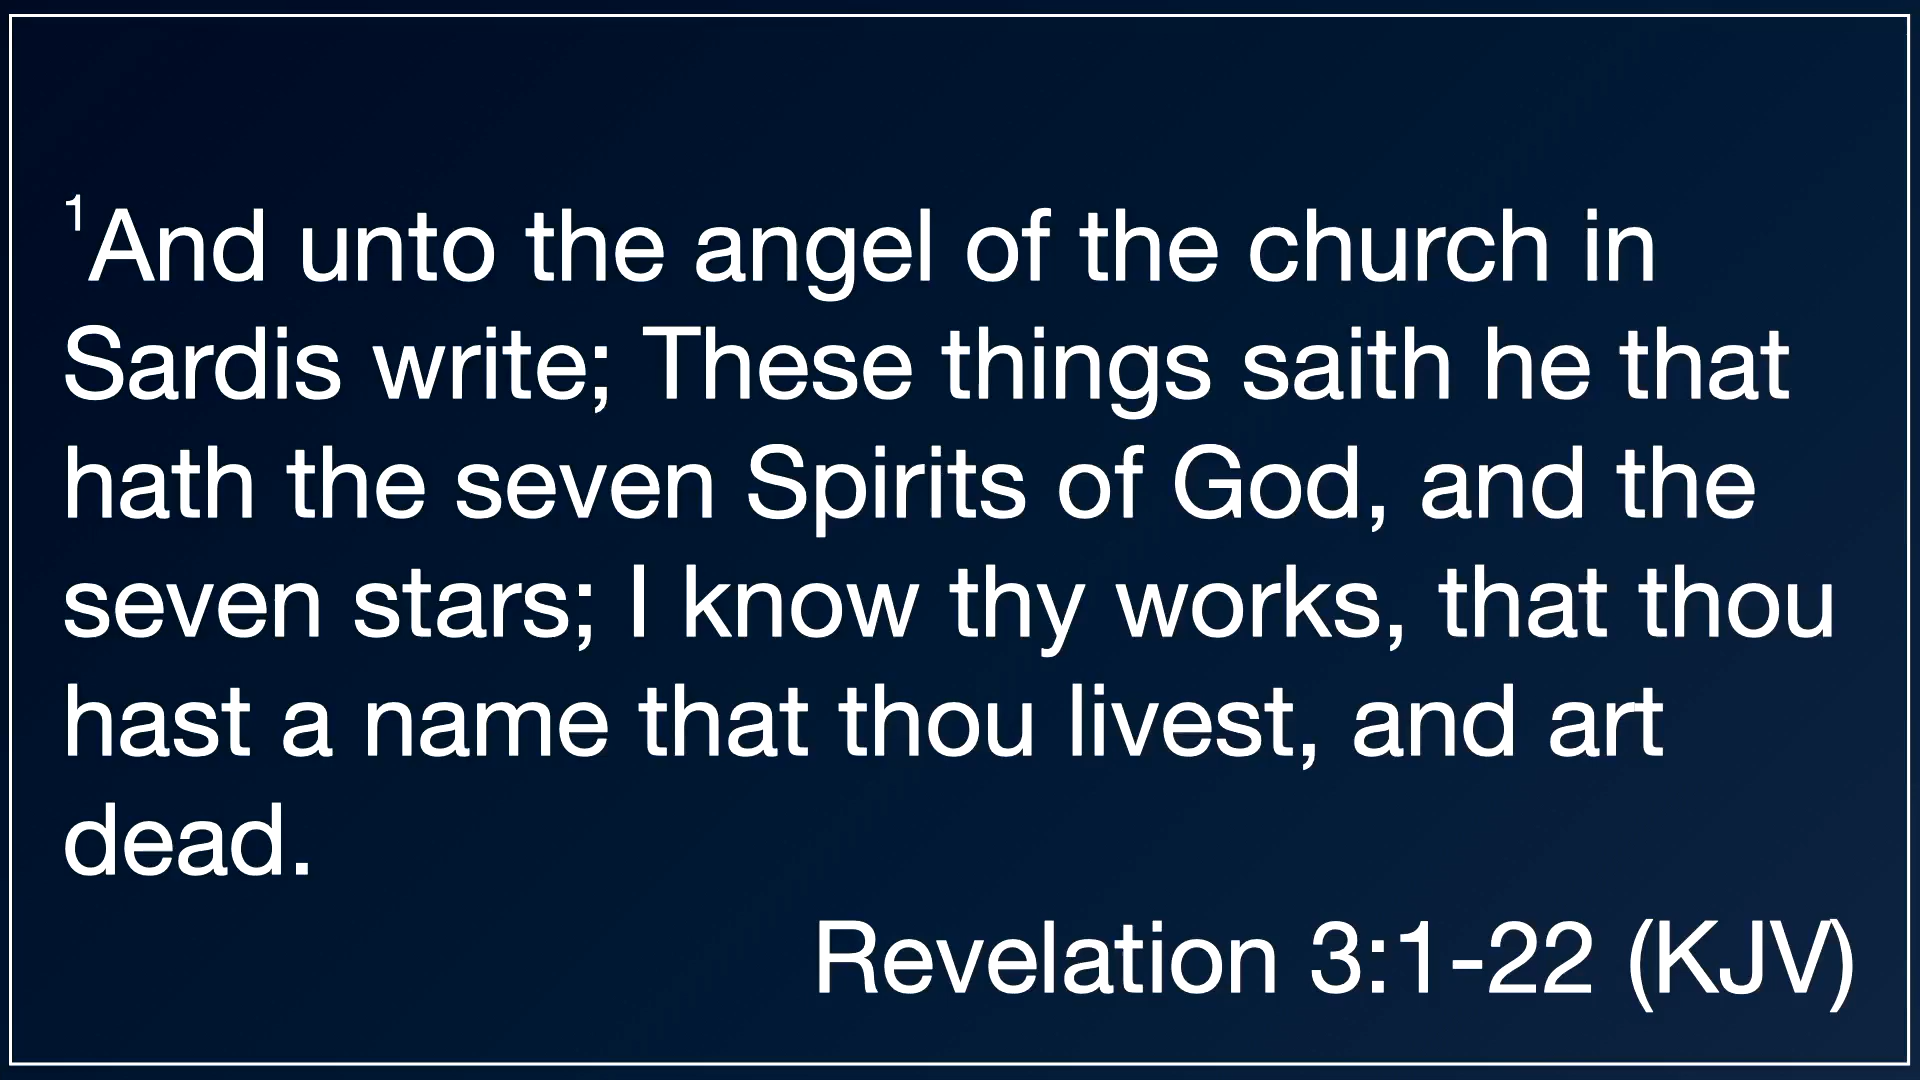 1And unto the angel of the church in
Sardis write; These things saith he that
hath the seven Spirits of God, and the
seven stars; I know thy works, that thou
hast a name that thou livest, and art
dead.
Revelation 3:1-22 (KJV)